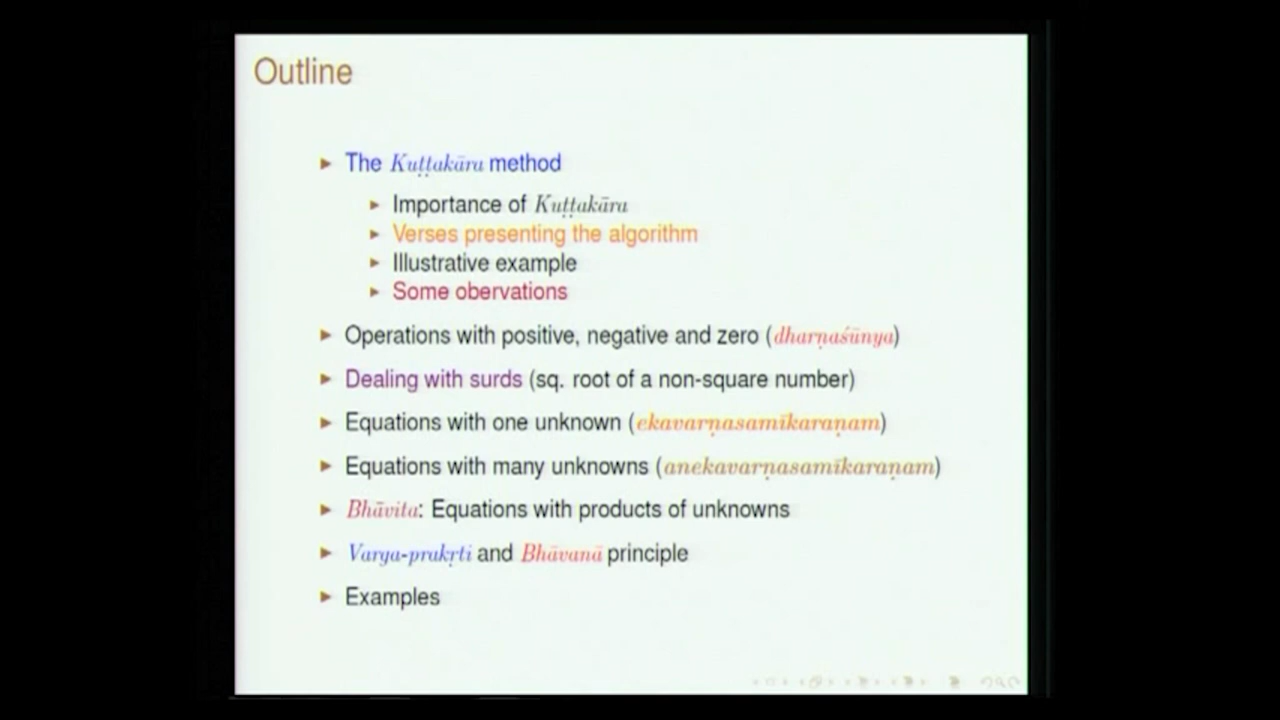 Outline
The Kuṭṭakāra method
Importance of Kuṭṭakāra
Verses presenting the algorithm
Illustrative example
Some obervations
Operations with positive, negative and zero (dharṇaśūnya)
Dealing with surds (sq. root of a non-square number)
Equations with one unknown (ekavarṇasamīkaraṇam)
Equations with many unknowns (anekavarṇasamīkaraṇam)
Bhāvita: Equations with products of unknowns
Varga-prakṛti and Bhāvanā principle
Examples